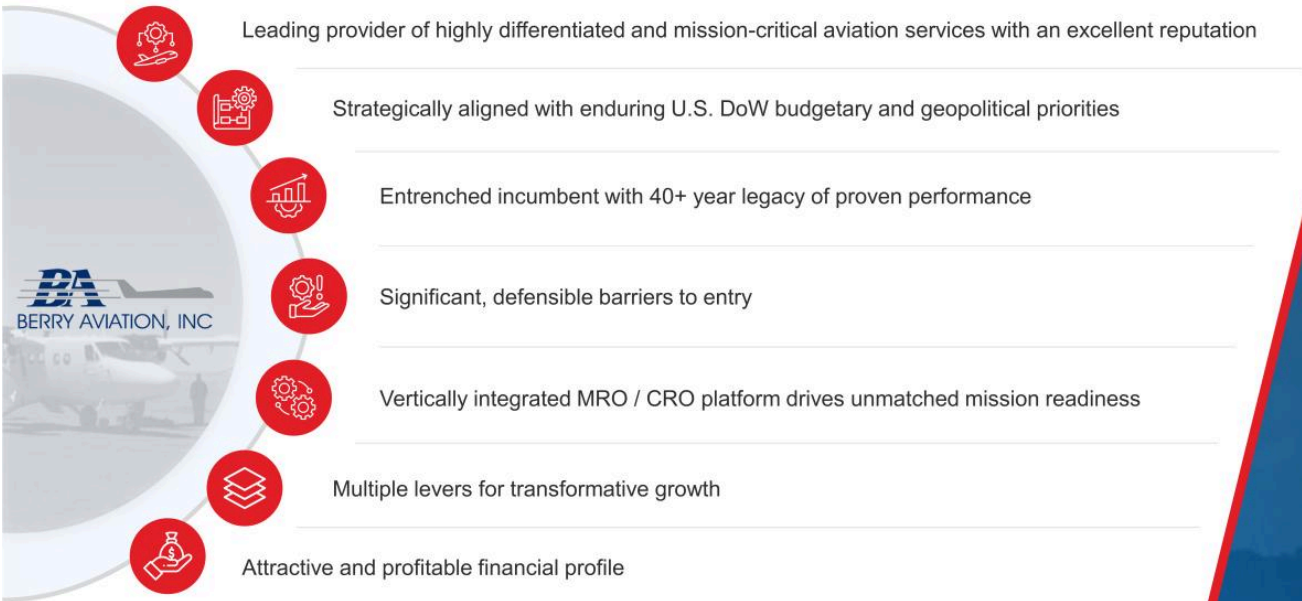 Leading provider of highly differentiated and mission-critical aviation services with an excellent reputation
Strategically aligned with enduring U.S. DoW budgetary and geopolitical priorities
Entrenched incumbent with 40+ year legacy of proven performance
BA
BERRY AVIATION, INC
Significant, defensible barriers to entry
Vertically integrated MRO / CRO platform drives unmatched mission readiness
Multiple levers for transformative growth
$
Attractive and profitable financial profile